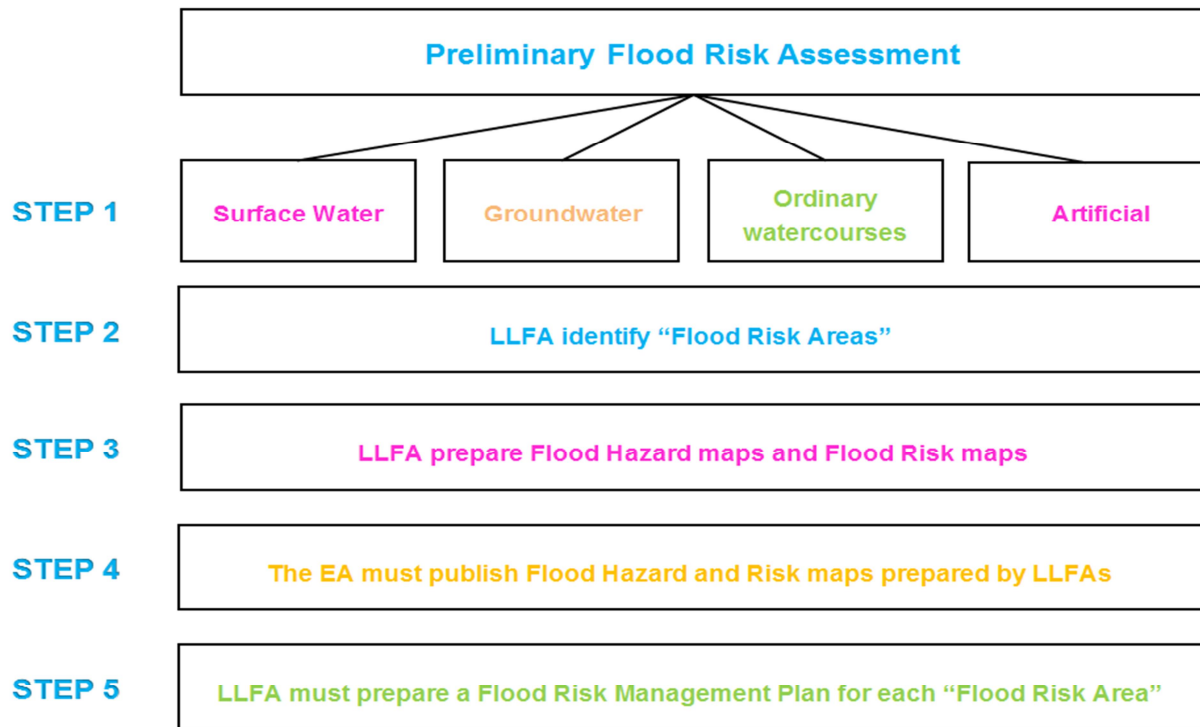 Preliminary Flood Risk Assessment
STEP 1
Surface Water
Groundwater
Ordinary
watercourses
Artificial
STEP 2
LLFA identify “Flood Risk Areas”
STEP 3
LLFA prepare Flood Hazard maps and Flood Risk maps
STEP 4
The EA must publish Flood Hazard and Risk maps prepared by LLFAs
STEP 5
LLFA must prepare a Flood Risk Management Plan for each “Flood Risk Area”